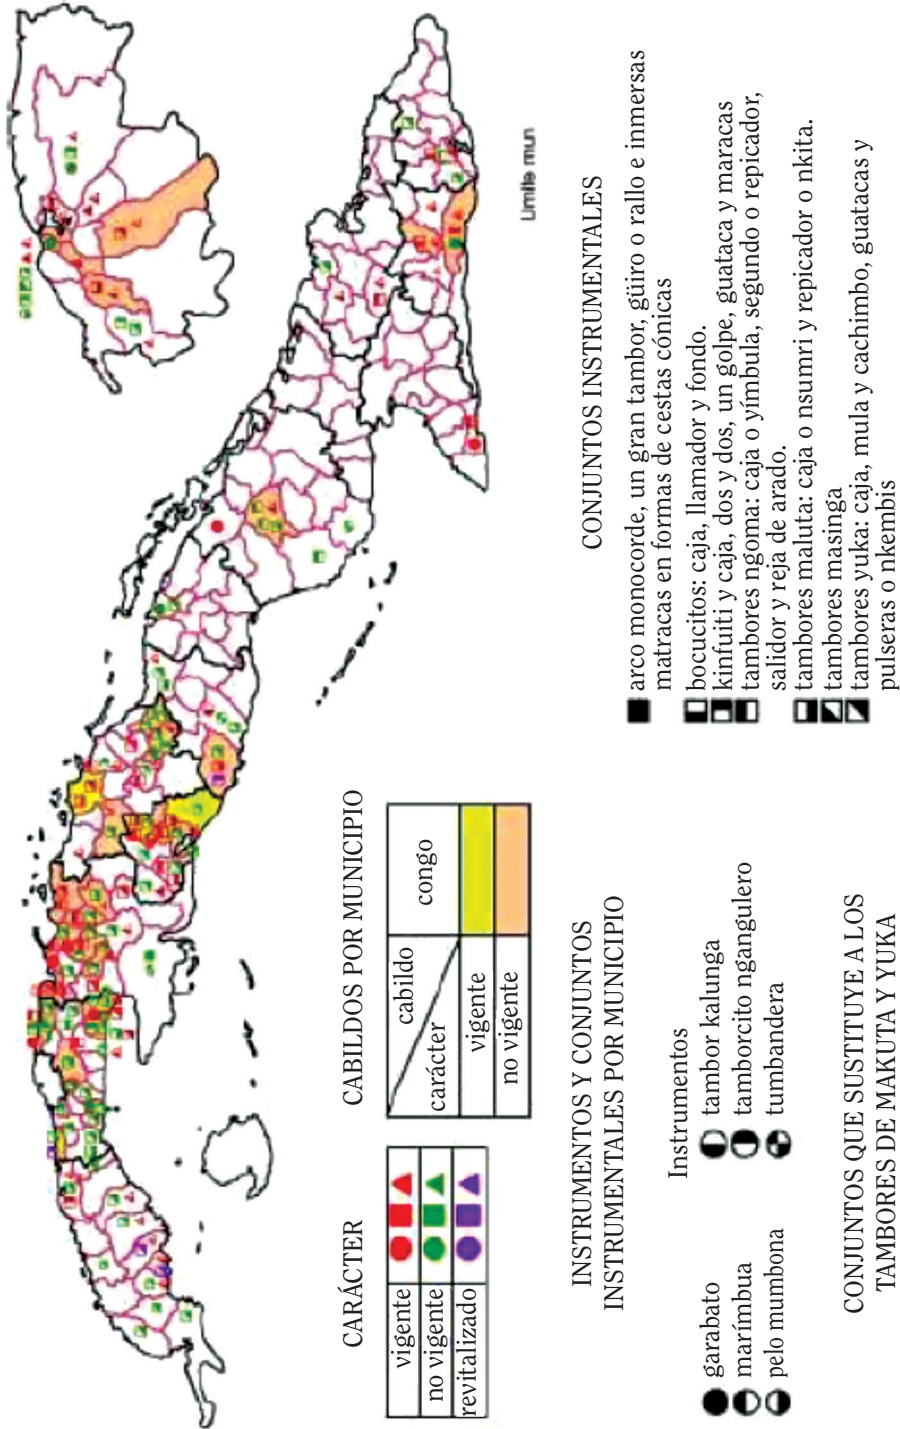 Limite mun
CARÁCTER
vigente
no vigente
revitalizado
CABILDOS POR MUNICIPIO
cabildo
carácter
congo
vigente
no vigente
INSTRUMENTOS Y CONJUNTOS
INSTRUMENTALES POR MUNICIPIO
Instrumentos
garabato
marímbua
pelo mumbona
tambor kalunga
tamborcito ngangulero
tumbandera
CONJUNTOS QUE SUSTITUYE A LOS
TAMBORES DE MAKUTA Y YUKA
CONJUNTOS INSTRUMENTALES
arco monocorde, un gran tambor, güiro o rallo e inmersas
matracas en formas de cestas cónicas
bocucitos: caja, llamador y fondo.
kinfuiti y caja, dos y dos, un golpe, guataca y maracas
tambores ngoma: caja o yimbula, segundo o repicador,
salidor y reja de arado.
tambores maluta: caja o nsumri y repicador o nkita.
tambores masinga
tambores yuka: caja, mula y cachimbo, guatacas y
pulseras o nkembis